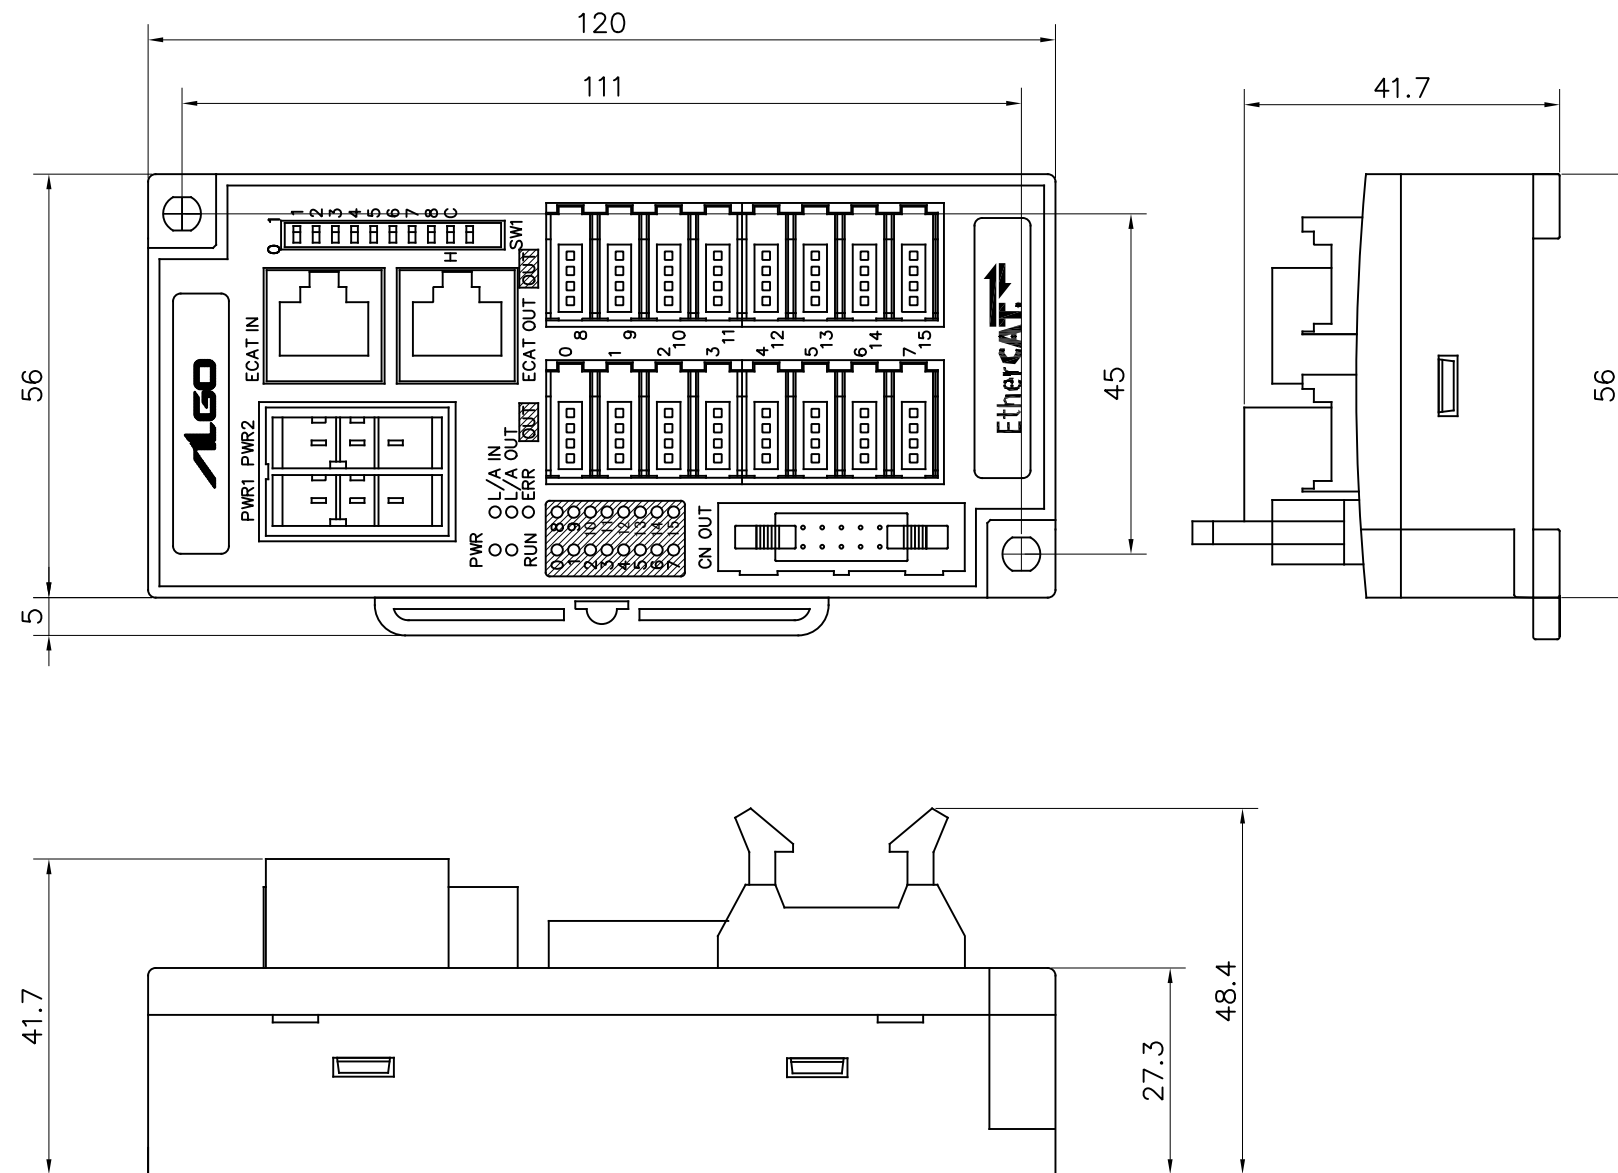 120
111
41.7
56
5
45
56
0 1
1 2 3 4 5 6 7 8 C
H
SW1
OUT
ECAT IN
ECAT OUT
0 1 2 3 4 5 6 7
8 9 10 11 12 13 14 15
ALGO
EtherCAT
PWR1 PWR2
OUT
L/A IN
L/A OUT
ERR
PWR
RUN
8 9 10 11 12 13 14 15
0 1 2 3 4 5 6 7
CN OUT
41.7
48.4
27.3